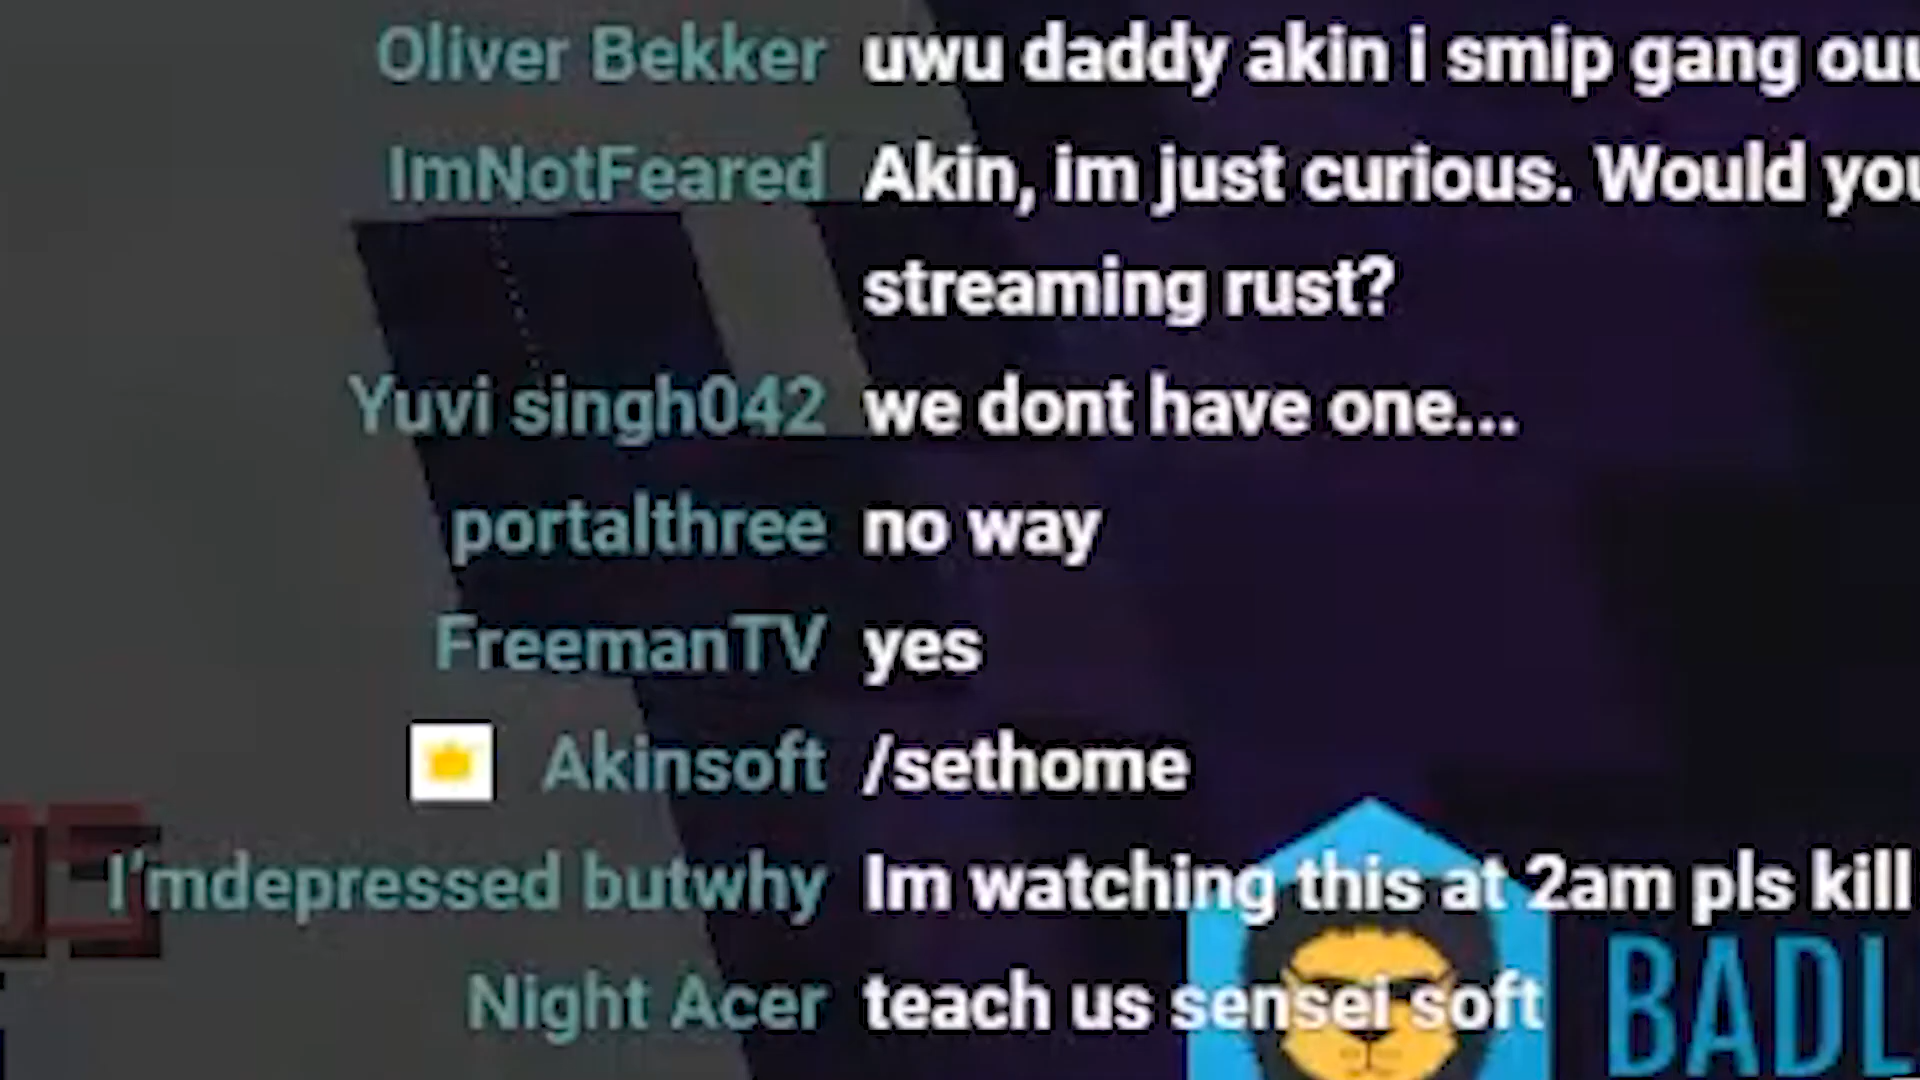 Oliver Bekker uwu daddy akin i smip gang
ImNotFeared Akin, im just curious. Would you
streaming rust?
Yuvi singh042 we dont have one...
portalthree no way
FreemanTV yes
Akinsoft /sethome
I'mdepressed butwhy Im watching this at 2am pls kill
Night Acer teach us sensei soft
BADL